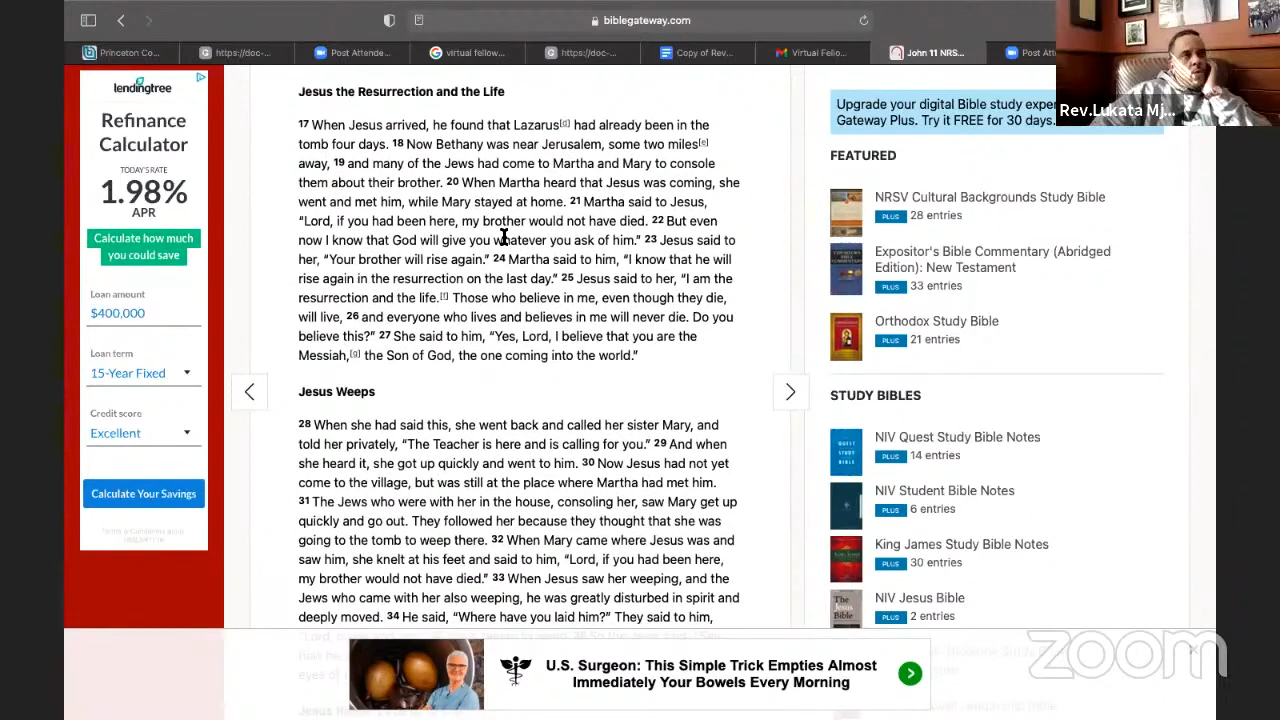 biblegateway.com
Princeton Co...
https://doc-...
Post Attende...
virtual fellow...
https://doc-...
Copy of Rev...
Virtual Fello...
John 11 NRS...
Post Att
Rev.Lukata Mj...
lendingtree
Refinance
Calculator
TODAY'S RATE
1.98%
APR
Calculate how much
you could save
Loan amount
$400,000
Loan term
15-Year Fixed
Credit score
Excellent
Calculate Your Savings
Jesus the Resurrection and the Life
17 When Jesus arrived, he found that Lazarus[d] had already been in the
tomb four days. 18 Now Bethany was near Jerusalem, some two miles[e]
away, 19 and many of the Jews had come to Martha and Mary to console
them about their brother. 20 When Martha heard that Jesus was coming, she
went and met him, while Mary stayed at home. 21 Martha said to Jesus,
“Lord, if you had been here, my brother would not have died. 22 But even
now I know that God will give you whatever you ask of him.” 23 Jesus said to
her, “Your brother will rise again.” 24 Martha said to him, “I know that he will
rise again in the resurrection on the last day.” 25 Jesus said to her, “I am the
resurrection and the life.[f] Those who believe in me, even though they die,
will live, 26 and everyone who lives and believes in me will never die. Do you
believe this?” 27 She said to him, “Yes, Lord, I believe that you are the
Messiah,[g] the Son of God, the one coming into the world.”
Jesus Weeps
28 When she had said this, she went back and called her sister Mary, and
told her privately, “The Teacher is here and is calling for you.” 29 And when
she heard it, she got up quickly and went to him. 30 Now Jesus had not yet
come to the village, but was still at the place where Martha had met him.
31 The Jews who were with her in the house, consoling her, saw Mary get up
quickly and go out. They followed her because they thought that she was
going to the tomb to weep there. 32 When Mary came where Jesus was and
saw him, she knelt at his feet and said to him, “Lord, if you had been here,
my brother would not have died.” 33 When Jesus saw her weeping, and the
Jews who came with her also weeping, he was greatly disturbed in spirit and
deeply moved. 34 He said, “Where have you laid him?” They said to him,
Upgrade your digital Bible study expe
Gateway Plus. Try it FREE for 30 days.
FEATURED
NRSV Cultural Backgrounds Study Bible
PLUS 28 entries
Expositor's Bible Commentary (Abridged
Edition): New Testament
PLUS 33 entries
Orthodox Study Bible
PLUS 21 entries
STUDY BIBLES
QUEST
STUDY
BIBLE
NIV Quest Study Bible Notes
PLUS 14 entries
NIV Student Bible Notes
PLUS 6 entries
King James Study Bible Notes
PLUS 30 entries
The
Jesus
Bible
NIV Jesus Bible
PLUS 2 entries
U.S. Surgeon: This Simple Trick Empties Almost
Immediately Your Bowels Every Morning
zoom